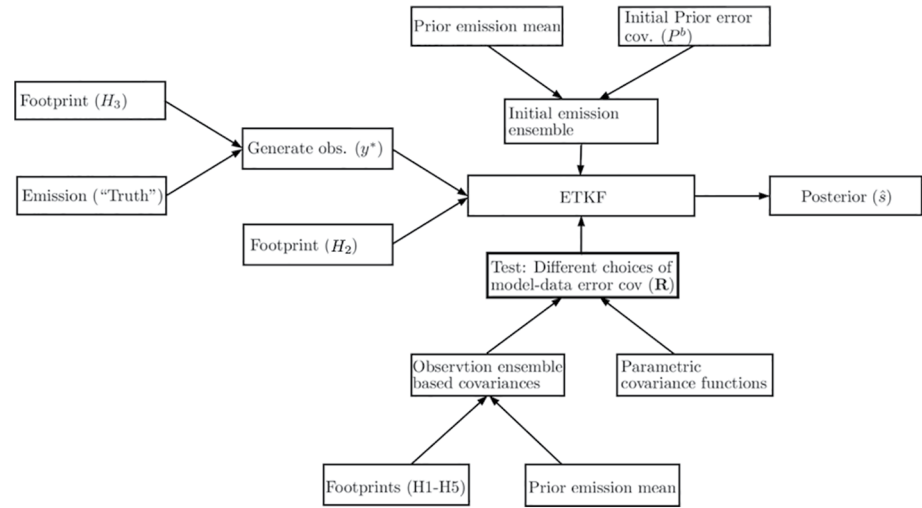 Prior emission mean
Initial Prior error
cov. (P^b)
Footprint (H_3)
Initial emission
ensemble
Generate obs. (y*)
Emission (“Truth”)
ETKF
Posterior (ŝ)
Footprint (H_2)
Test: Different choices of
model-data error cov (R)
Observtion ensemble
based covariances
Parametric
covariance functions
Footprints (H1-H5)
Prior emission mean